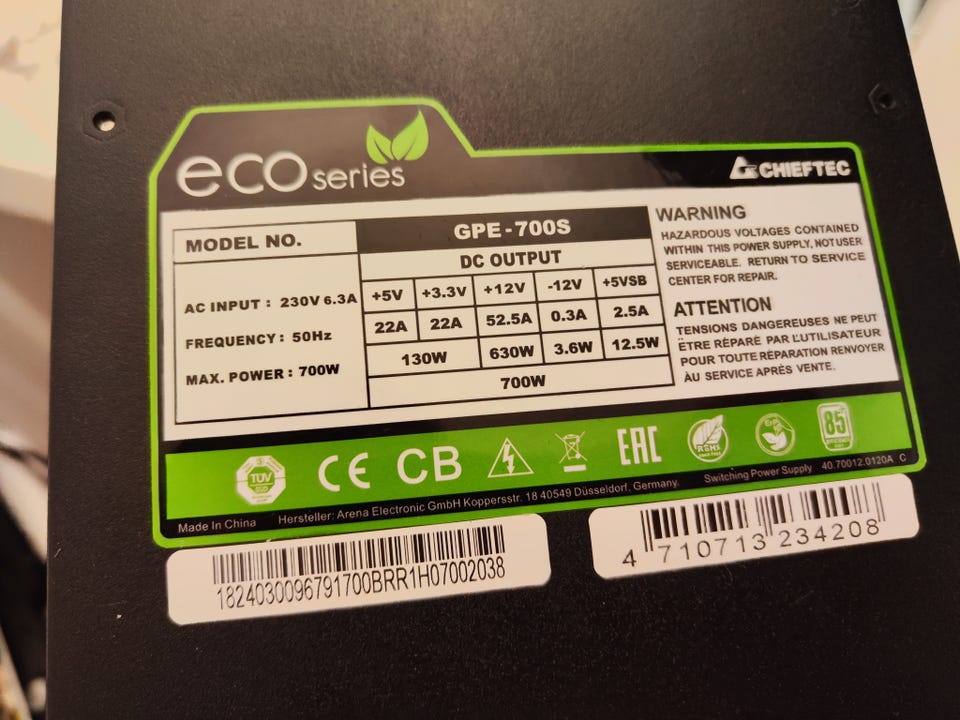 eco series
CHIEFTEC
MODEL NO.
GPE-700S
DC OUTPUT
AC INPUT : 230V 6.3A
FREQUENCY : 50Hz
MAX. POWER : 700W
+5V +3.3V +12V -12V +5VSB
22A 22A 52.5A 0.3A 2.5A
130W 630W 3.6W 12.5W
700W
WARNING
HAZARDOUS VOLTAGES CONTAINED
WITHIN THIS POWER SUPPLY, NOT USER
SERVICEABLE. RETURN TO SERVICE
CENTER FOR REPAIR.
ATTENTION
TENSIONS DANGEREUSES NE PEUT
ÊTRE RÉPARÉ PAR L'UTILISATEUR
POUR TOUTE RÉPARATION RENVOYER
AU SERVICE APRÈS VENTE.
TÜV
CE CB EAC
RoHS
ErP
85
Made In China Hersteller: Arena Electronic GmbH Koppersstr. 18 40549 Düsseldorf, Germany. Switching Power Supply 40.70012.0120A C
1824030096791700BRR1H07002038
4 710713 234208